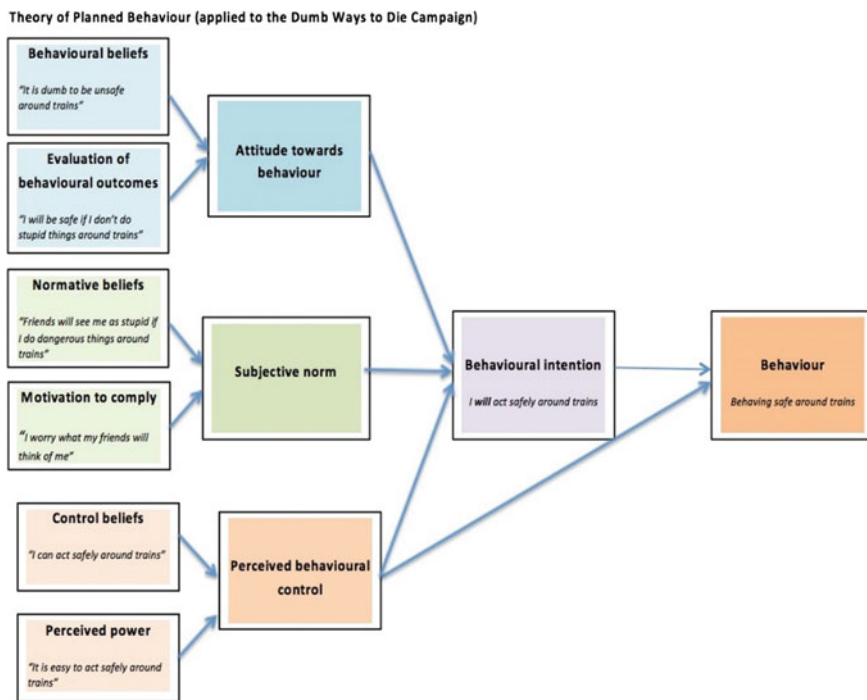 Theory of Planned Behaviour (applied to the Dumb Ways to Die Campaign)
Behavioural beliefs
"It is dumb to be unsafe
around trains"
Evaluation of
behavioural outcomes
"I will be safe if I don't do
stupid things around trains"
Attitude towards
behaviour
Normative beliefs
"Friends will see me as stupid if
I do dangerous things around
trains"
Motivation to comply
"I worry what my friends will
think of me"
Subjective norm
Control beliefs
"I can act safely around trains"
Perceived power
"It is easy to act safely around
trains"
Perceived behavioural
control
Behavioural intention
I will act safely around trains
Behaviour
Behaving safe around trains